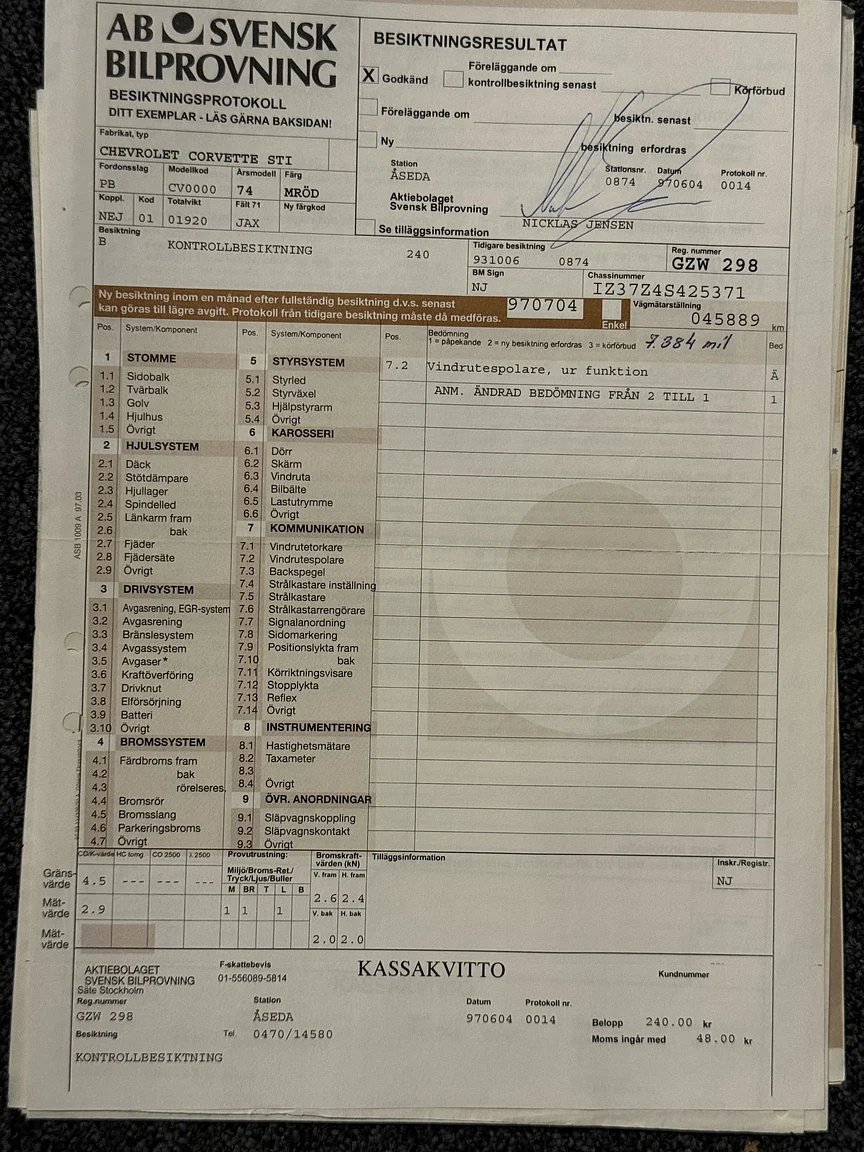 AB SVENSK
BILPROVNING
BESIKTNINGSPROTOKOLL
DITT EXEMPLAR - LÄS GÄRNA BAKSIDAN!
Fabrikat, typ
CHEVROLET CORVETTE STI
Fordonsslag Modellkod Årsmodell Färg
PB CV0000 74 MRÖD
Koppl. Kod Totalvikt Fält 71 Ny färgkod
NEJ 01 01920 JAX
BESIKTNINGSRESULTAT
X Godkänd
Föreläggande om
kontrollbesiktning senast
Körförbud
Föreläggande om
besiktn. senast
Ny
besiktning erfordras
Station Stationsnr. Datum Protokoll nr.
ÅSEDA 0874 970604 0014
Aktiebolaget
Svensk Bilprovning
NICKLAS JENSEN
Se tilläggsinformation
Besiktning
B KONTROLLBESIKTNING 240
Tidigare besiktning Reg. nummer
931006 0874 GZW 298
BM Sign Chassinummer
NJ IZ37Z4S425371
Ny besiktning inom en månad efter fullständig besiktning d.v.s. senast 970704
kan göras till lägre avgift. Protokoll från tidigare besiktning måste då medföras.
Enkel
Vägmätarställning
045889 km
Pos. System/Komponent
1 STOMME
1.1 Sidobalk
1.2 Tvärbalk
1.3 Golv
1.4 Hjulhus
1.5 Övrigt
2 HJULSYSTEM
2.1 Däck
2.2 Stötdämpare
2.3 Hjullager
2.4 Spindelled
2.5 Länkarm fram
2.6 bak
2.7 Fjäder
2.8 Fjädersäte
2.9 Övrigt
3 DRIVSYSTEM
3.1 Avgasrening, EGR-system
3.2 Avgasrening
3.3 Bränslesystem
3.4 Avgassystem
3.5 Avgaser*
3.6 Kraftöverföring
3.7 Drivknut
3.8 Elförsörjning
3.9 Batteri
3.10 Övrigt
4 BROMSSYSTEM
4.1 Färdbroms fram
4.2 bak
4.3 rörelseres.
4.4 Bromsrör
4.5 Bromsslang
4.6 Parkeringsbroms
4.7 Övrigt
Pos. System/Komponent
5 STYRSYSTEM
5.1 Styrled
5.2 Styrväxel
5.3 Hjälpstyrarm
5.4 Övrigt
6 KAROSSERI
6.1 Dörr
6.2 Skärm
6.3 Vindruta
6.4 Bilbälte
6.5 Lastutrymme
6.6 Övrigt
7 KOMMUNIKATION
7.1 Vindrutetorkare
7.2 Vindrutespolare
7.3 Backspegel
7.4 Strålkastare inställning
7.5 Strålkastare
7.6 Strålkastarrengörare
7.7 Signalanordning
7.8 Sidomarkering
7.9 Positionslykta fram
7.10 bak
7.11 Körriktningsvisare
7.12 Stopplykta
7.13 Reflex
7.14 Övrigt
8 INSTRUMENTERING
8.1 Hastighetsmätare
8.2 Taxameter
8.3
8.4 Övrigt
9 ÖVR. ANORDNINGAR
9.1 Släpvagnskoppling
9.2 Släpvagnskontakt
9.3 Övrigt
Pos. Bedömning
1 = påpekande 2 = ny besiktning erfordras 3 = körförbud 7.384 mil Bed
7.2 Vindrutespolare, ur funktion Ä
ANM. ÄNDRAD BEDÖMNING FRÅN 2 TILL 1 1
ASB 1009 A 97.03
CO/K-värde HC tomg CO 2500 λ 2500
Gräns-
värde 4.5 --- --- ---
Mät-
värde 2.9
Mät-
värde
Provutrustning:
Miljö/Broms-Ret./
Tryck/Ljus/Buller
M BR T L B
1 1 1
Bromskraft-
värden (kN)
V. fram H. fram
2.6 2.4
V. bak H. bak
2.0 2.0
Tilläggsinformation
Inskr./Registr.
NJ
AKTIEBOLAGET
SVENSK BILPROVNING
Säte Stockholm
F-skattebevis
01-556089-5814
KASSAKVITTO
Kundnummer
Reg.nummer Station Datum Protokoll nr.
GZW 298 ÅSEDA 970604 0014
Belopp 240.00 kr
Besiktning Tel. 0470/14580
Moms ingår med 48.00 kr
KONTROLLBESIKTNING